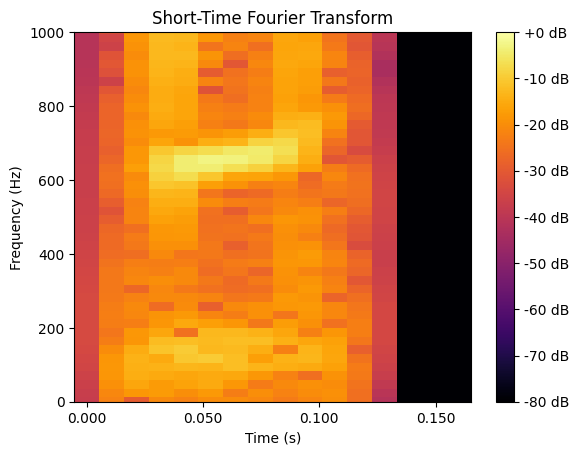 Short-Time Fourier Transform
1000
800
600
400
200
0
Frequency (Hz)
0.000
0.050
0.100
0.150
Time (s)
+0 dB
-10 dB
-20 dB
-30 dB
-40 dB
-50 dB
-60 dB
-70 dB
-80 dB